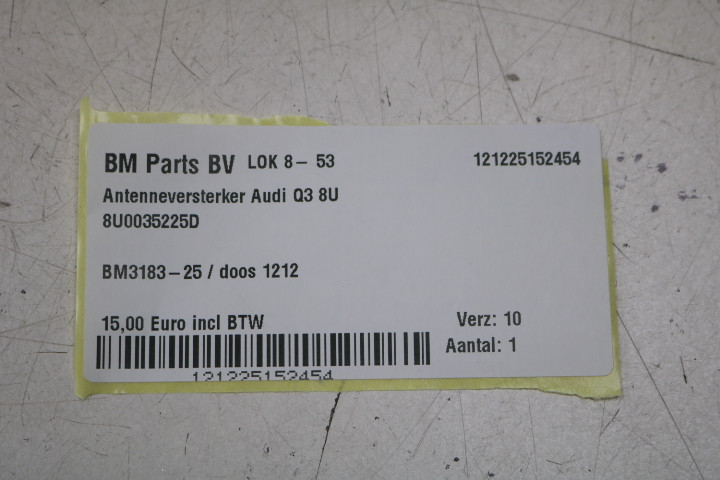 BM Parts BV LOK 8- 53 121225152454
Antenneversterker Audi Q3 8U
8U0035225D
BM3183-25 / doos 1212
15,00 Euro incl BTW Verz: 10
Aantal: 1
121225152454